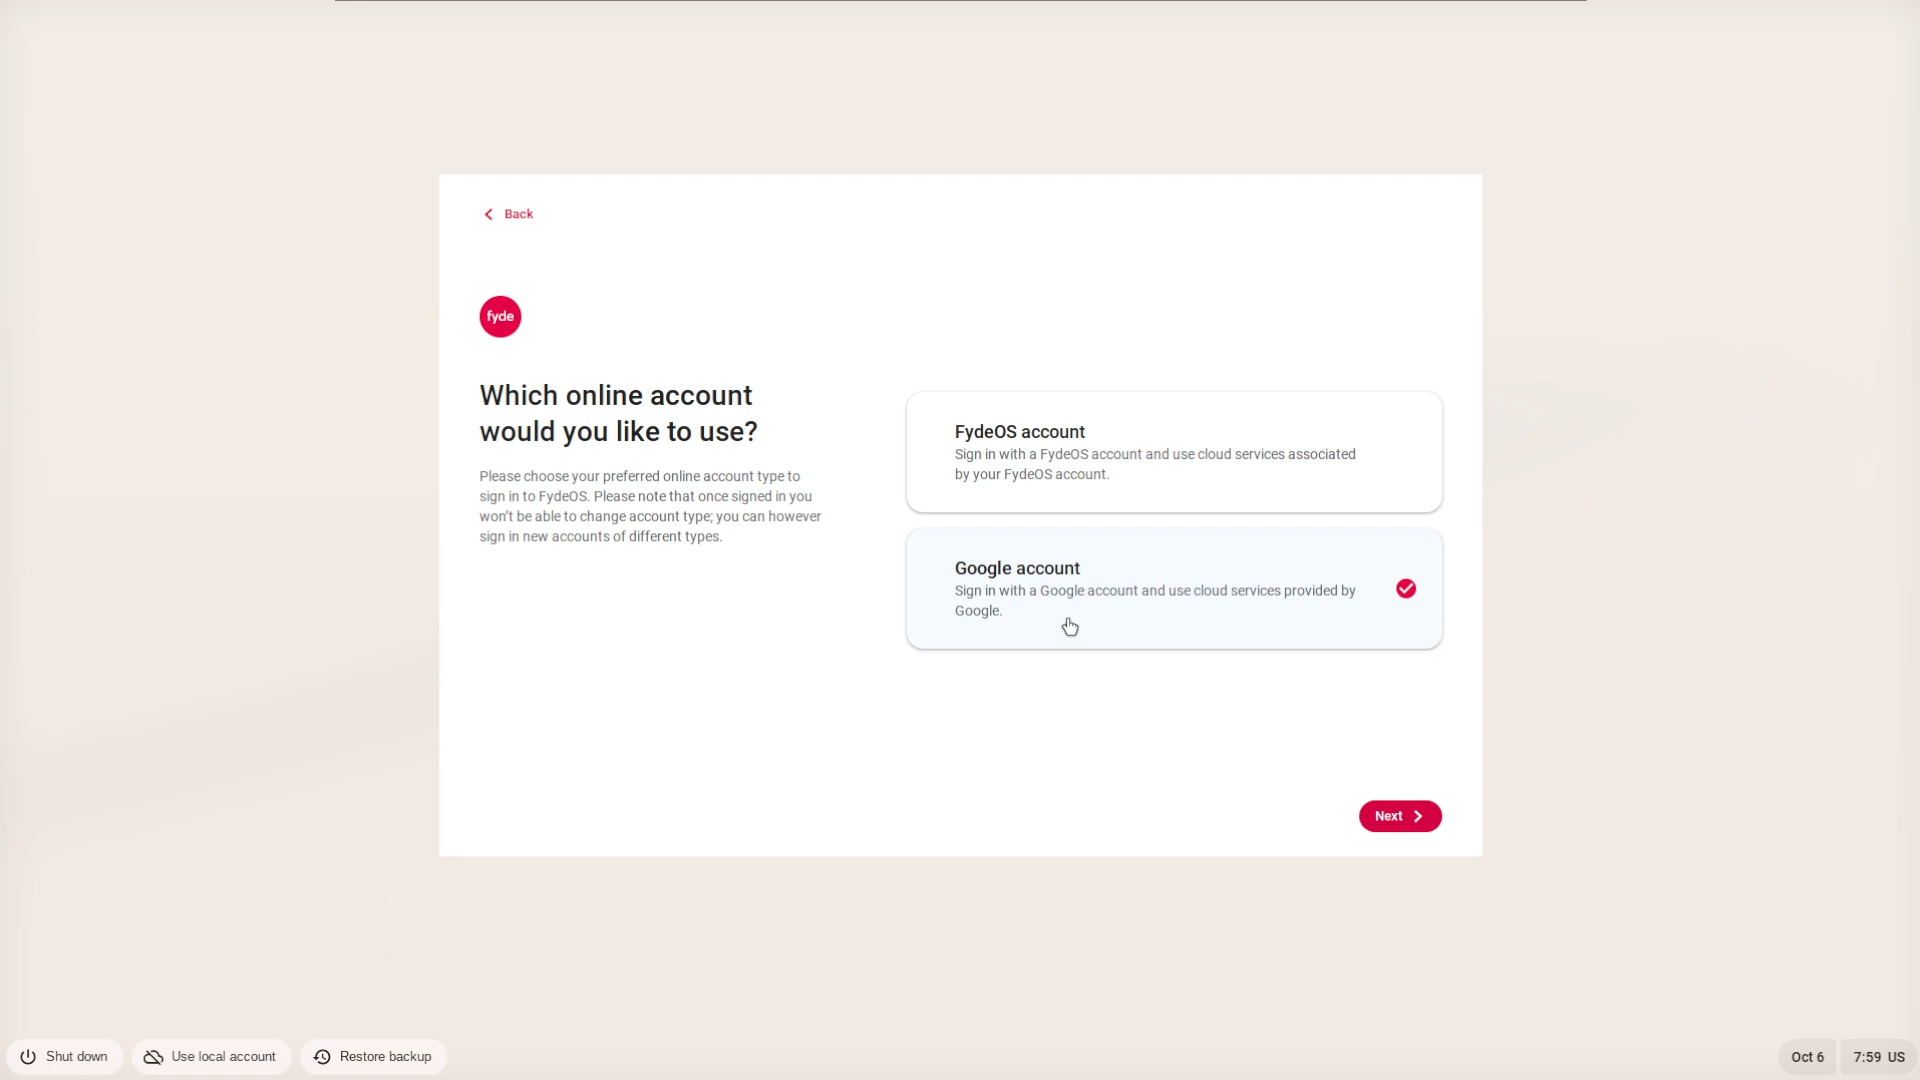 Back
fyde
Which online account
would you like to use?
Please choose your preferred online account type to
sign in to FydeOS. Please note that once signed in you
won't be able to change account type; you can however
sign in new accounts of different types.
FydeOS account
Sign in with a FydeOS account and use cloud services associated
by your FydeOS account.
Google account
Sign in with a Google account and use cloud services provided by
Google.
Next
Shut down
Use local account
Restore backup
Oct 6
7:59 US